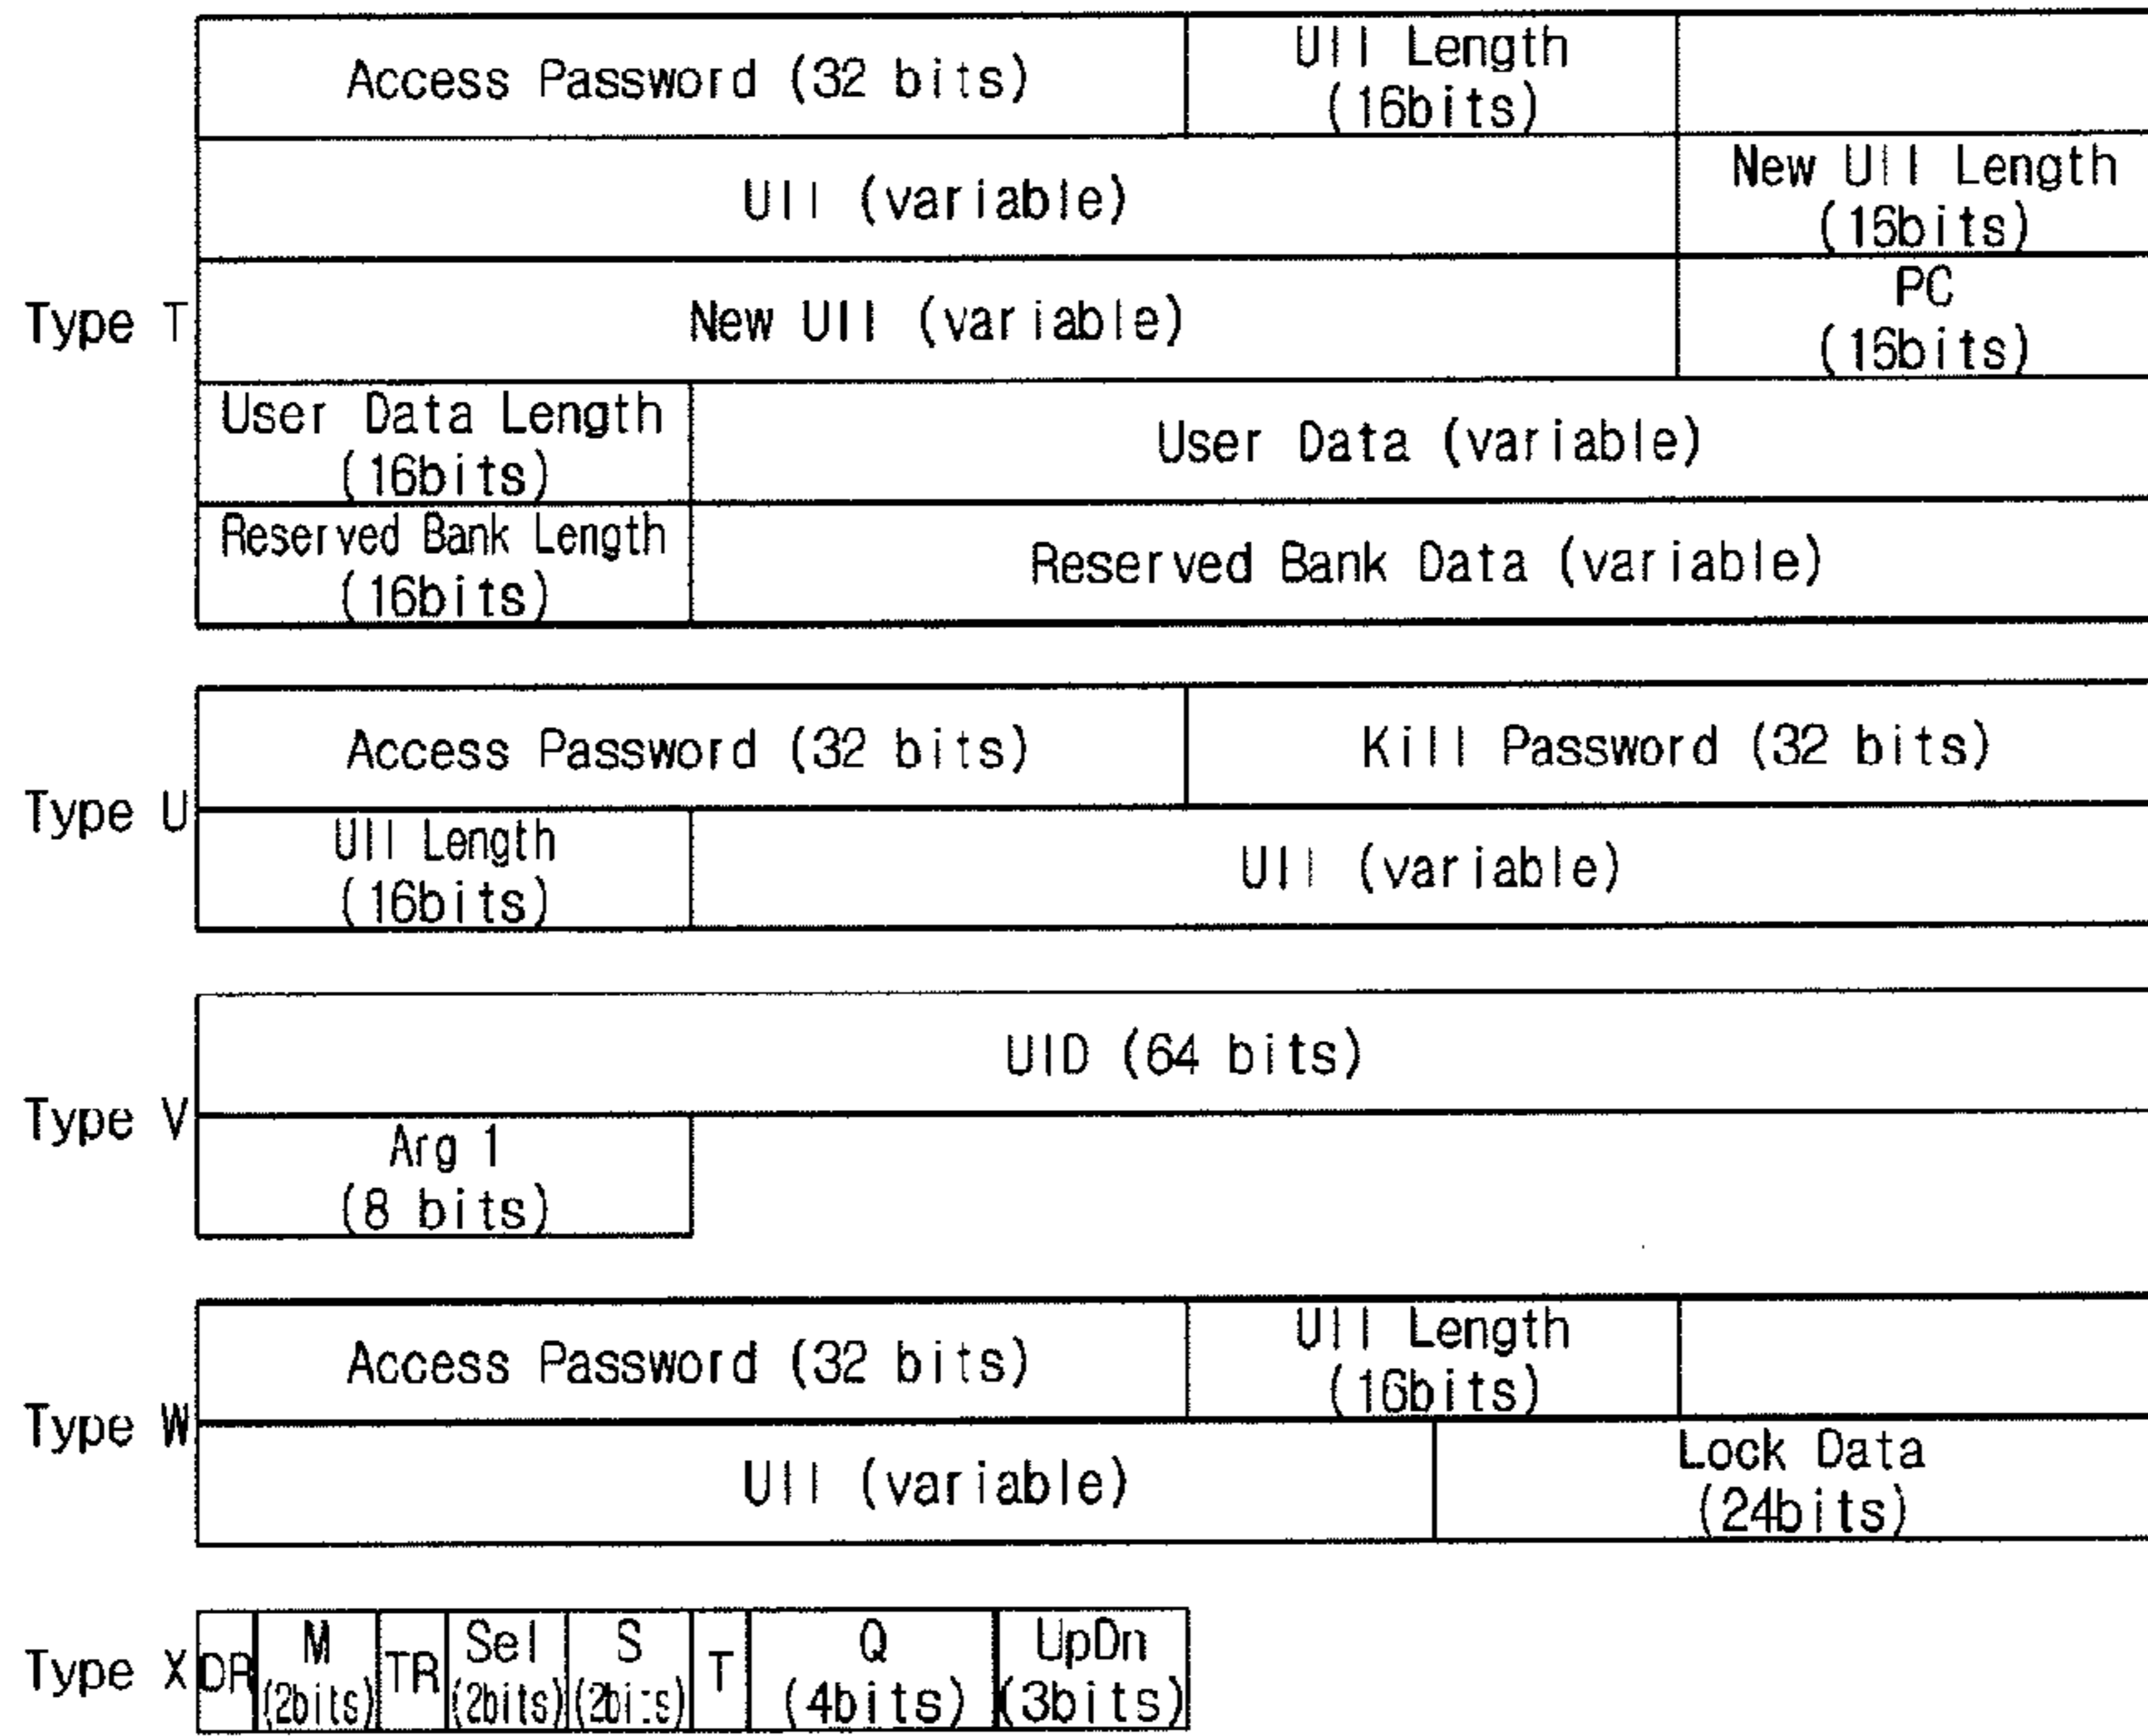 Access Password (32 bits)
UII Length
(16bits)
UII (variable)
New UII Length
(16bits)
Type T
New UII (variable)
PC
(16bits)
User Data Length
(16bits)
User Data (variable)
Reserved Bank Length
(16bits)
Reserved Bank Data (variable)
Type U
Access Password (32 bits)
Kill Password (32 bits)
UII Length
(16bits)
UII (variable)
Type V
UID (64 bits)
Arg 1
(8 bits)
Type W
Access Password (32 bits)
UII Length
(16bits)
UII (variable)
Lock Data
(24bits)
Type X
DR
M
(2bits)
TR
Sel
(2bits)
S
(2bits)
T
Q
(4bits)
UpDn
(3bits)